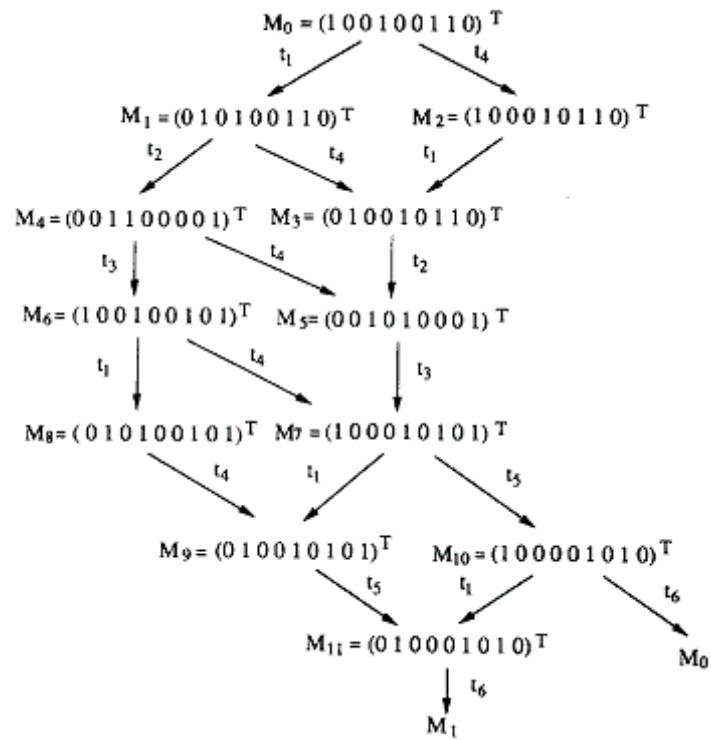 M₀ = (1 0 0 1 0 0 1 1 0) ᵀ
t₁ t₄
M₁ = (0 1 0 1 0 0 1 1 0) ᵀ M₂ = (1 0 0 0 1 0 1 1 0) ᵀ
t₂ t₄ t₁
M₄ = (0 0 1 1 0 0 0 0 1) ᵀ M₃ = (0 1 0 0 1 0 1 1 0) ᵀ
t₃ t₄ t₂
M₆ = (1 0 0 1 0 0 1 0 1) ᵀ M₅ = (0 0 1 0 1 0 0 0 1) ᵀ
t₁ t₄ t₃
M₈ = (0 1 0 1 0 0 1 0 1) ᵀ M₇ = (1 0 0 0 1 0 1 0 1) ᵀ
t₄ t₁ t₅
M₉ = (0 1 0 0 1 0 1 0 1) ᵀ M₁₀ = (1 0 0 0 0 1 0 1 0) ᵀ
t₅ t₁ t₆
M₁₁ = (0 1 0 0 0 1 0 1 0) ᵀ M₀
t₆
M₁